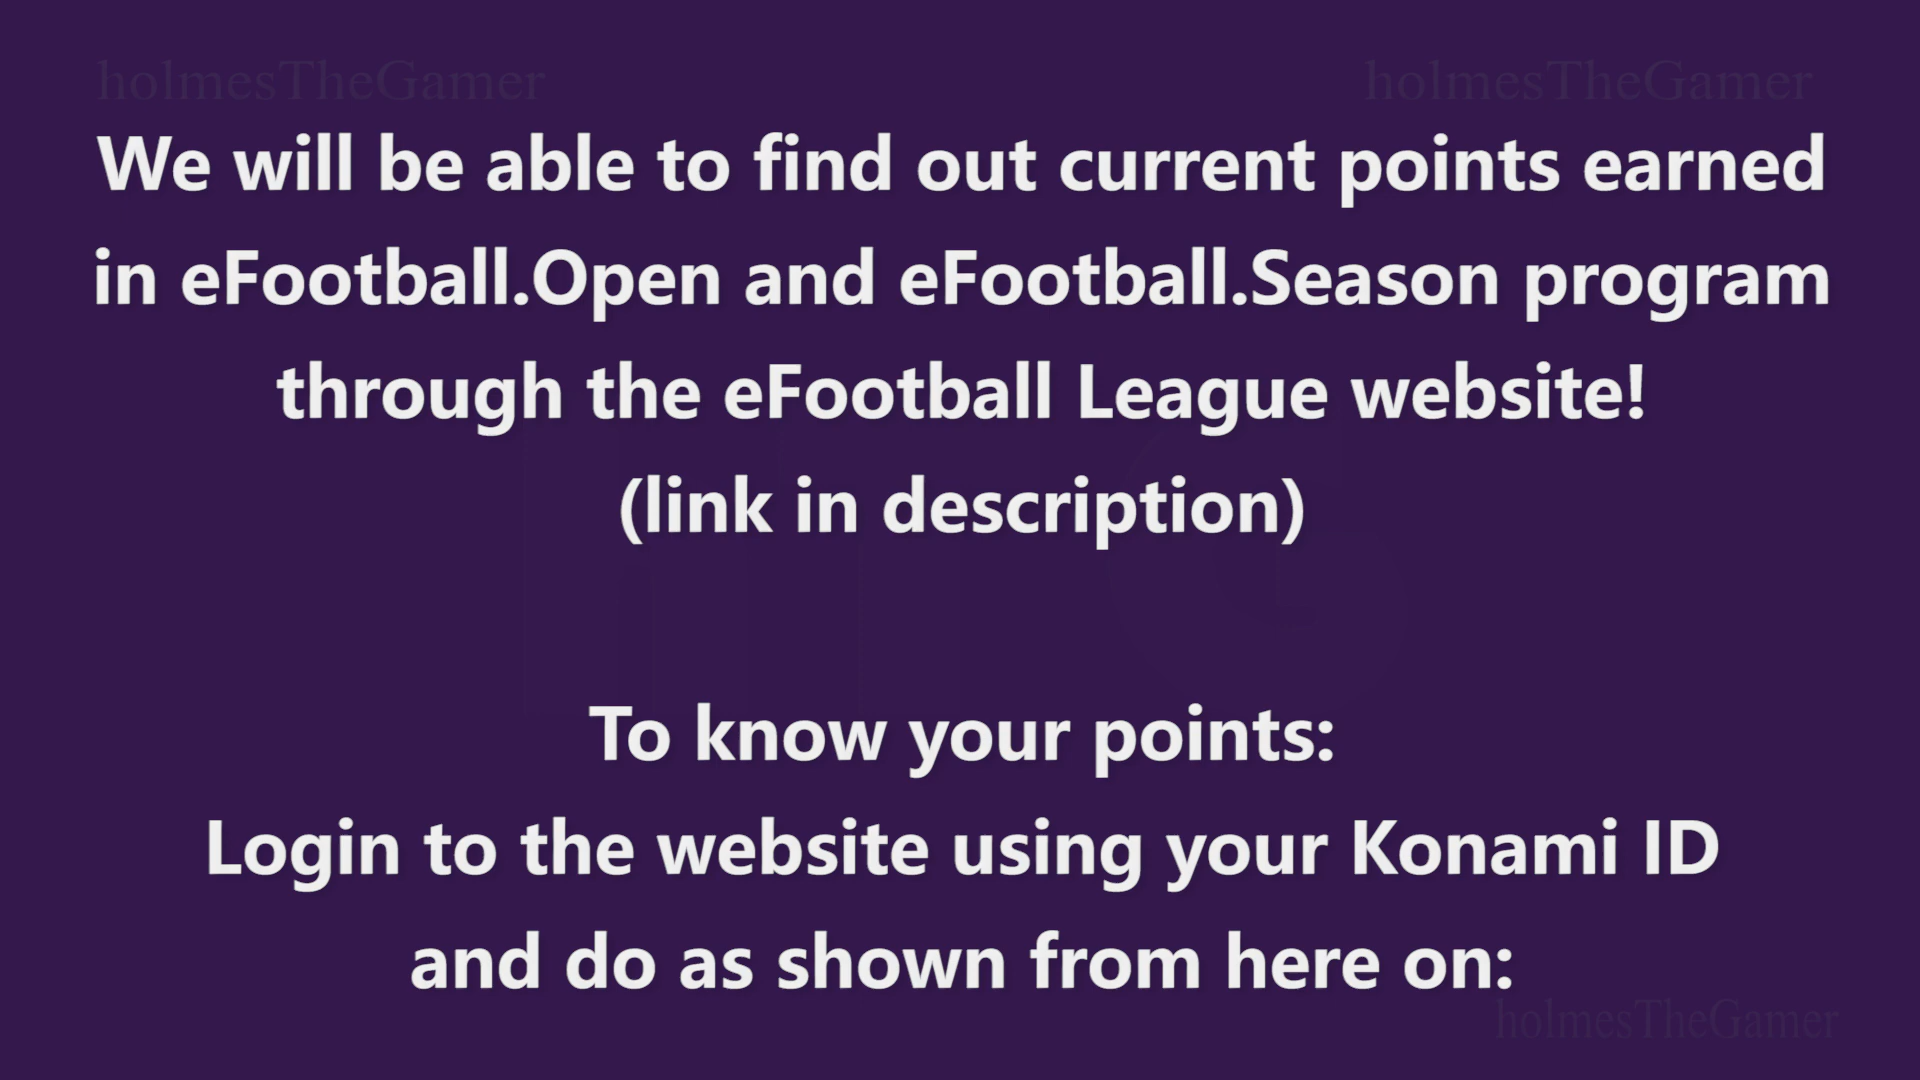 holmesTheGamer holmesTheGamer
We will be able to find out current points earned
in eFootball.Open and eFootball.Season program
through the eFootball League website!
(link in description)
To know your points:
Login to the website using your Konami ID
and do as shown from here on:
holmesTheGamer